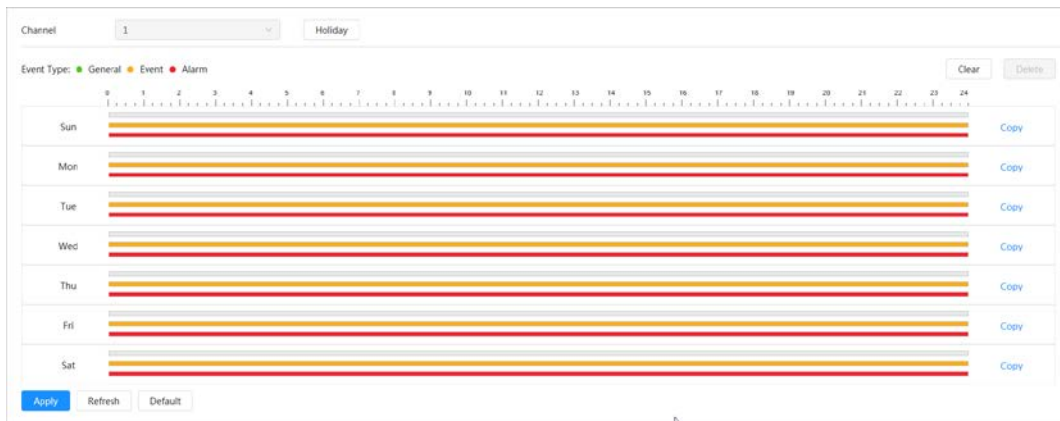 Channel 1 Holiday
Event Type: General Event Alarm Clear Delete
0 1 2 3 4 5 6 7 8 9 10 11 12 13 14 15 16 17 18 19 20 21 22 23 24
Sun Copy
Mon Copy
Tue Copy
Wed Copy
Thu Copy
Fri Copy
Sat Copy
Apply Refresh Default